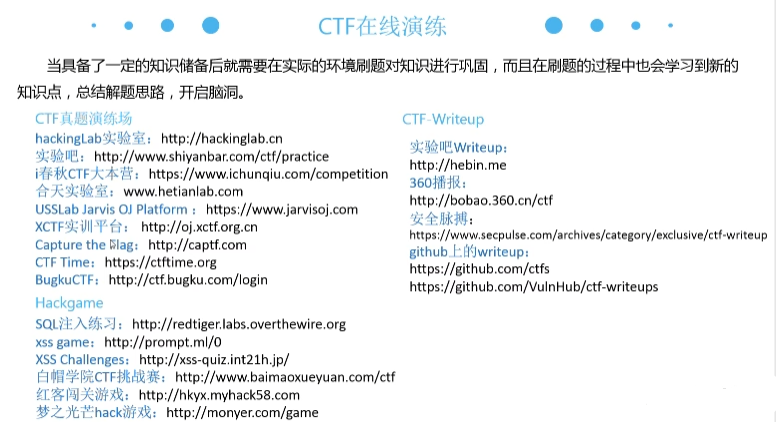 CTF在线演练
当具备了一定的知识储备后就需要在实际的环境刷题对知识进行巩固，而且在刷题的过程中也会学习到新的
知识点，总结解题思路，开启脑洞。
CTF真题演练场
hackingLab实验室：http://hackinglab.cn
实验吧：http://www.shiyanbar.com/ctf/practice
i春秋CTF大本营：https://www.ichunqiu.com/competition
合天实验室：www.hetianlab.com
USSLab Jarvis OJ Platform ：https://www.jarvisoj.com
XCTF实训平台： http://oj.xctf.org.cn
Capture the Flag：http://captf.com
CTF Time：https://ctftime.org
BugkuCTF：http://ctf.bugku.com/login
Hackgame
SQL注入练习：http://redtiger.labs.overthewire.org
xss game：http://prompt.ml/0
XSS Challenges：http://xss-quiz.int21h.jp/
白帽学院CTF挑战赛：http://www.baimaoxueyuan.com/ctf
红客闯关游戏：http://hkyx.myhack58.com
梦之光芒hack游戏：http://monyer.com/game
CTF-Writeup
实验吧Writeup：
http://hebin.me
360播报：
http://bobao.360.cn/ctf
安全脉搏：
https://www.secpulse.com/archives/category/exclusive/ctf-writeup
github上的writeup：
https://github.com/ctfs
https://github.com/VulnHub/ctf-writeups